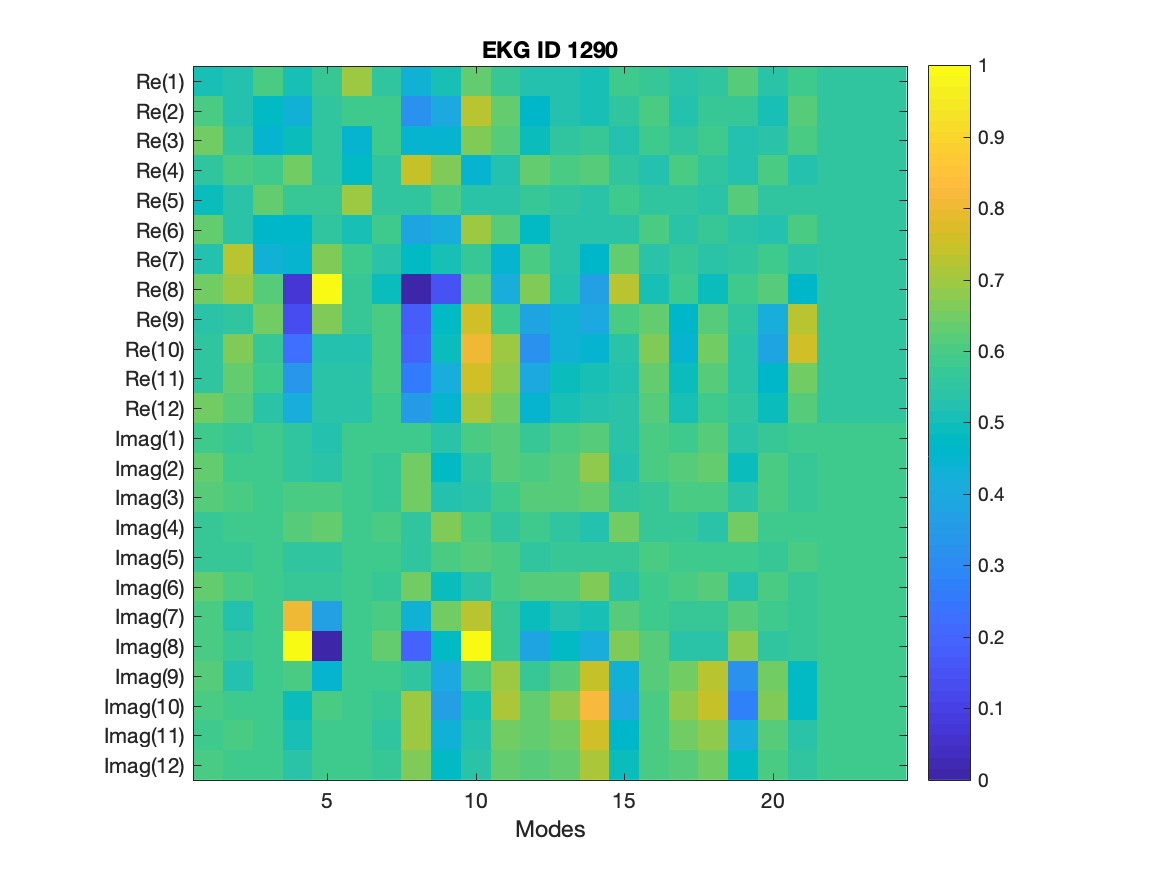 EKG ID 1290
Re(1)
Re(2)
Re(3)
Re(4)
Re(5)
Re(6)
Re(7)
Re(8)
Re(9)
Re(10)
Re(11)
Re(12)
Imag(1)
Imag(2)
Imag(3)
Imag(4)
Imag(5)
Imag(6)
Imag(7)
Imag(8)
Imag(9)
Imag(10)
Imag(11)
Imag(12)
5 10 15 20
Modes
1
0.9
0.8
0.7
0.6
0.5
0.4
0.3
0.2
0.1
0